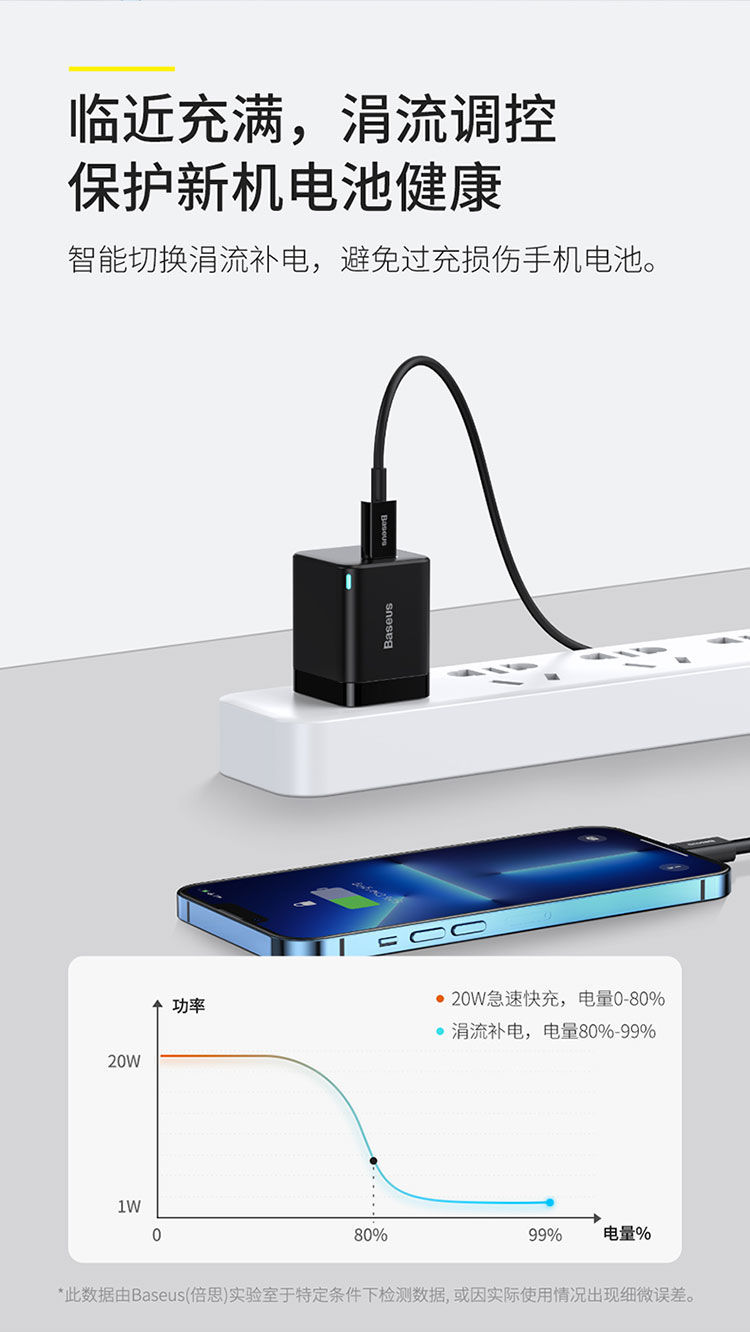 临近充满，涓流调控
保护新机电池健康
智能切换涓流补电，避免过充损伤手机电池。
Baseus
Baseus
功率
20W急速快充，电量0-80%
涓流补电，电量80%-99%
20W
1W
0
80%
99%
电量%
*此数据由Baseus(倍思)实验室于特定条件下检测数据, 或因实际使用情况出现细微误差。